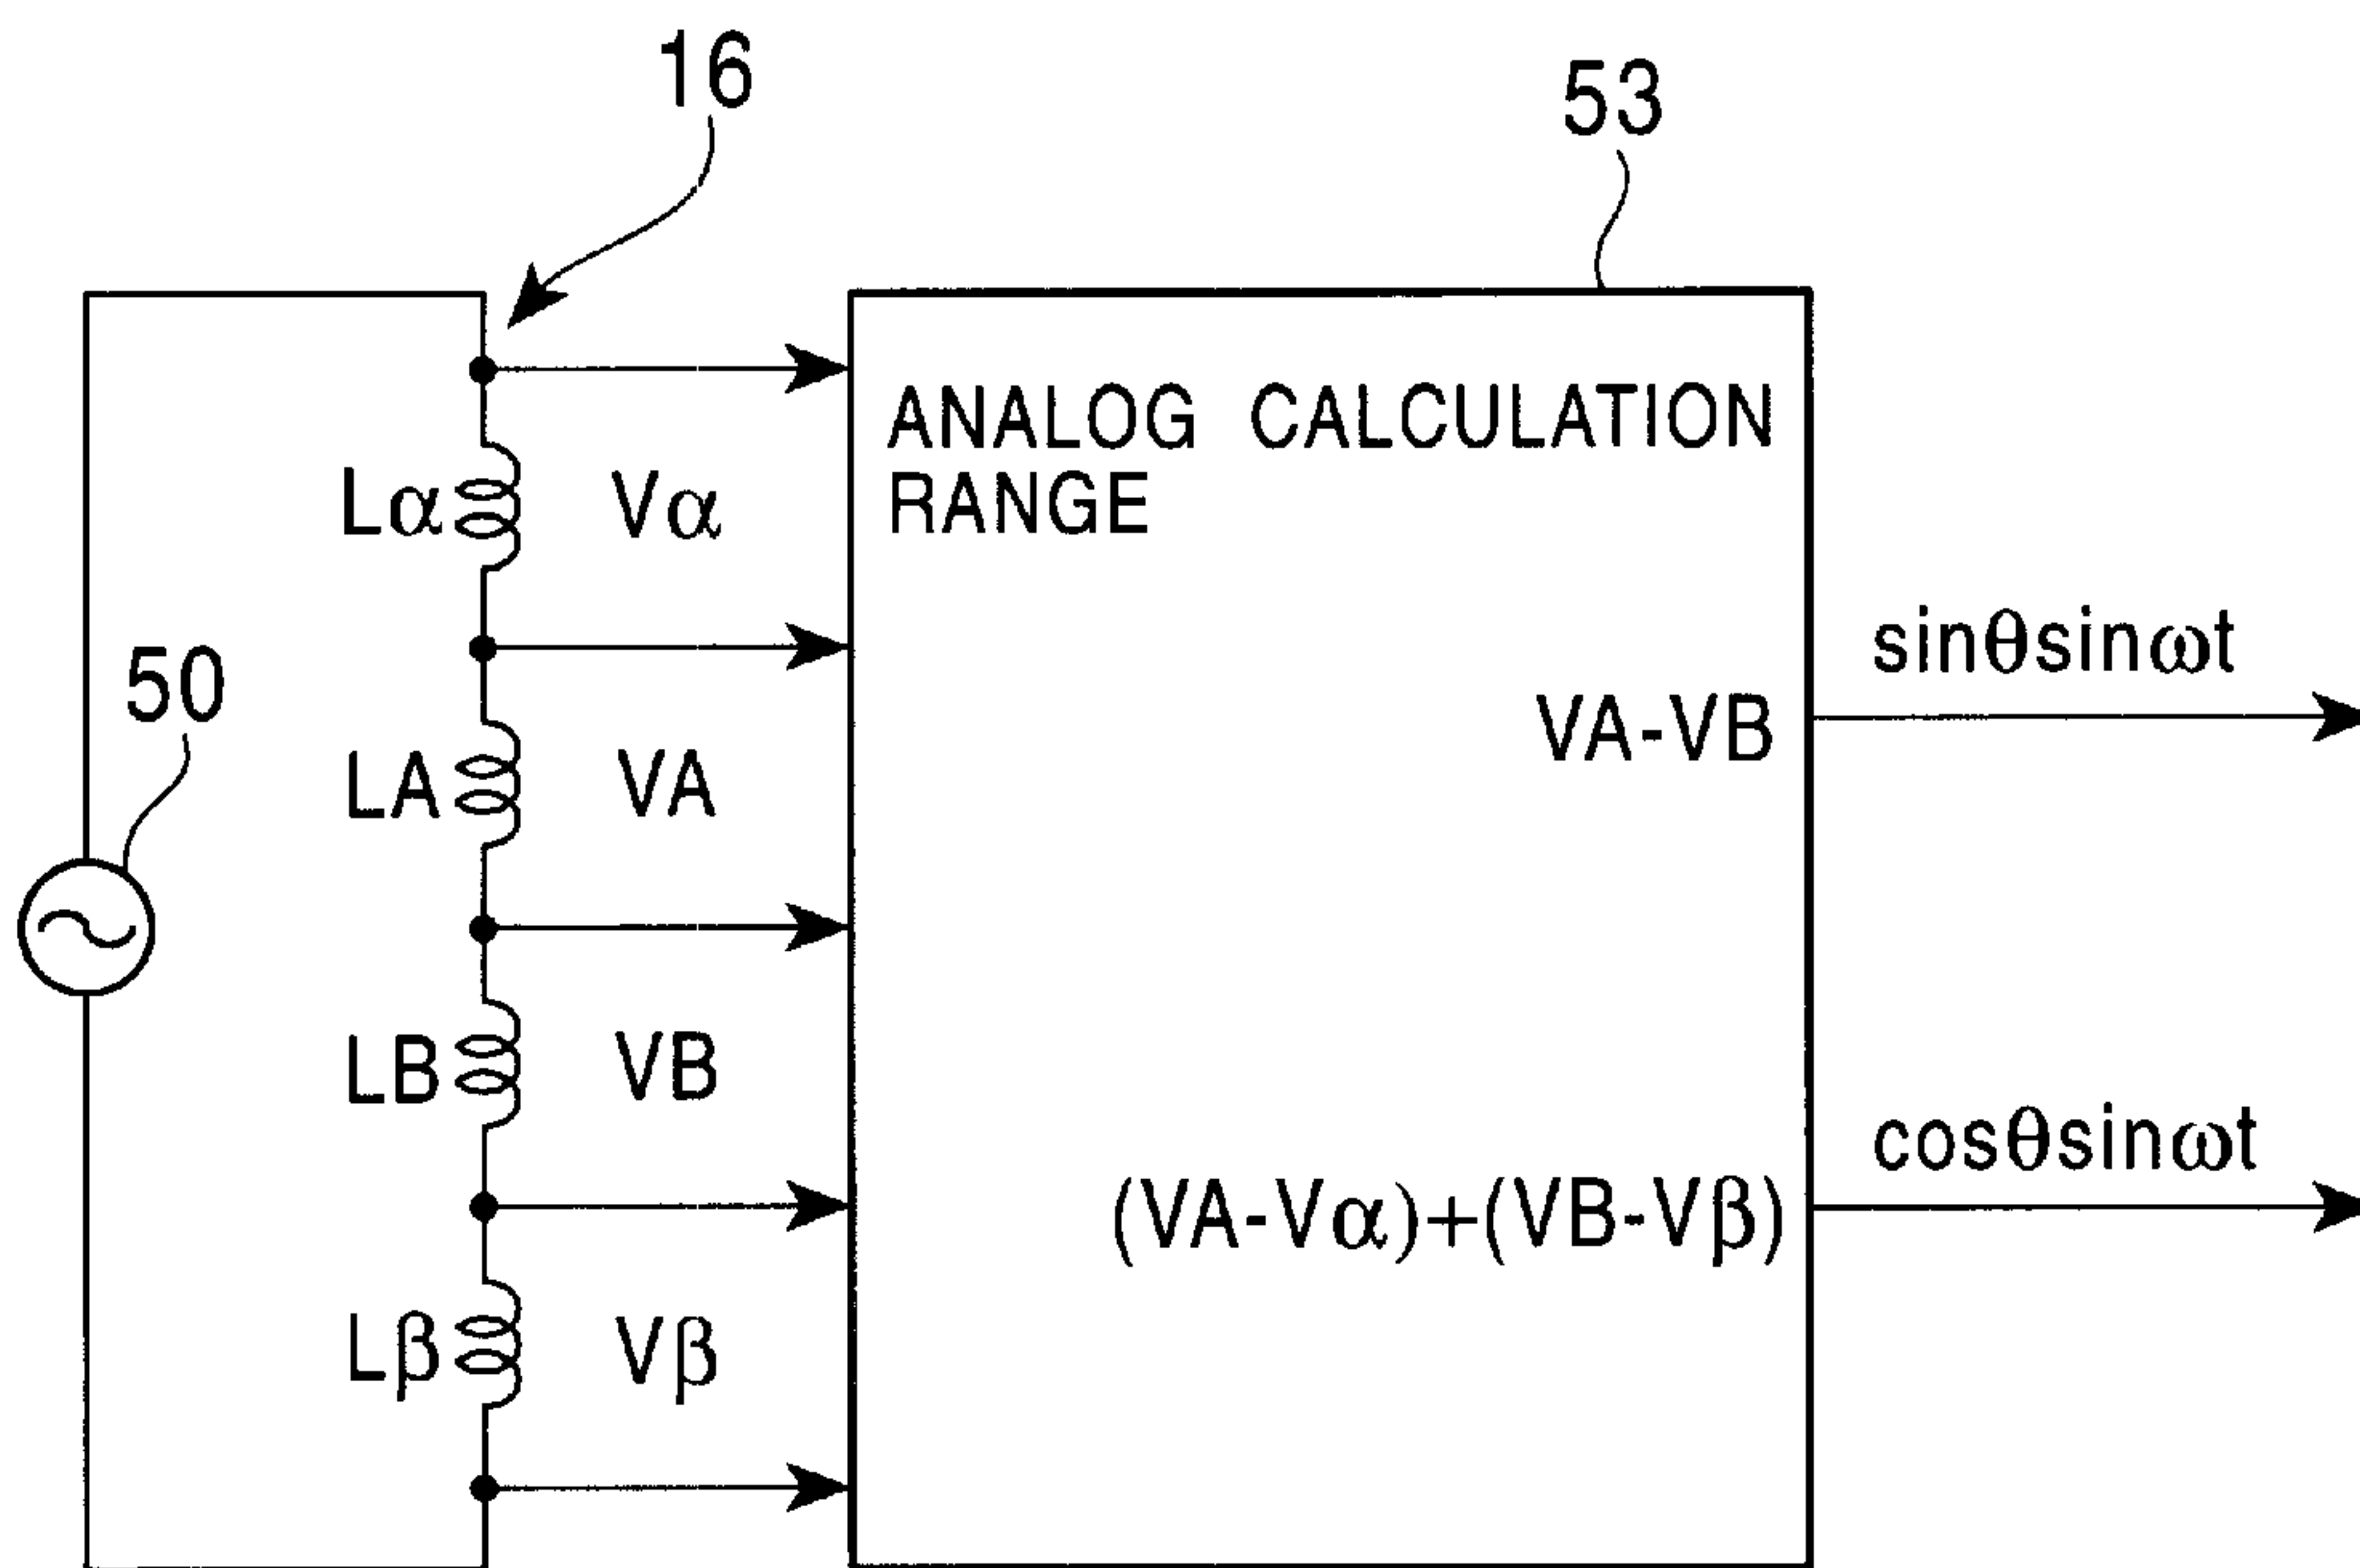 16
53
50
Lα
Vα
LA
VA
LB
VB
Lβ
Vβ
ANALOG CALCULATION
RANGE
VA-VB
(VA-Vα)+(VB-Vβ)
sinθsinωt
cosθsinωt